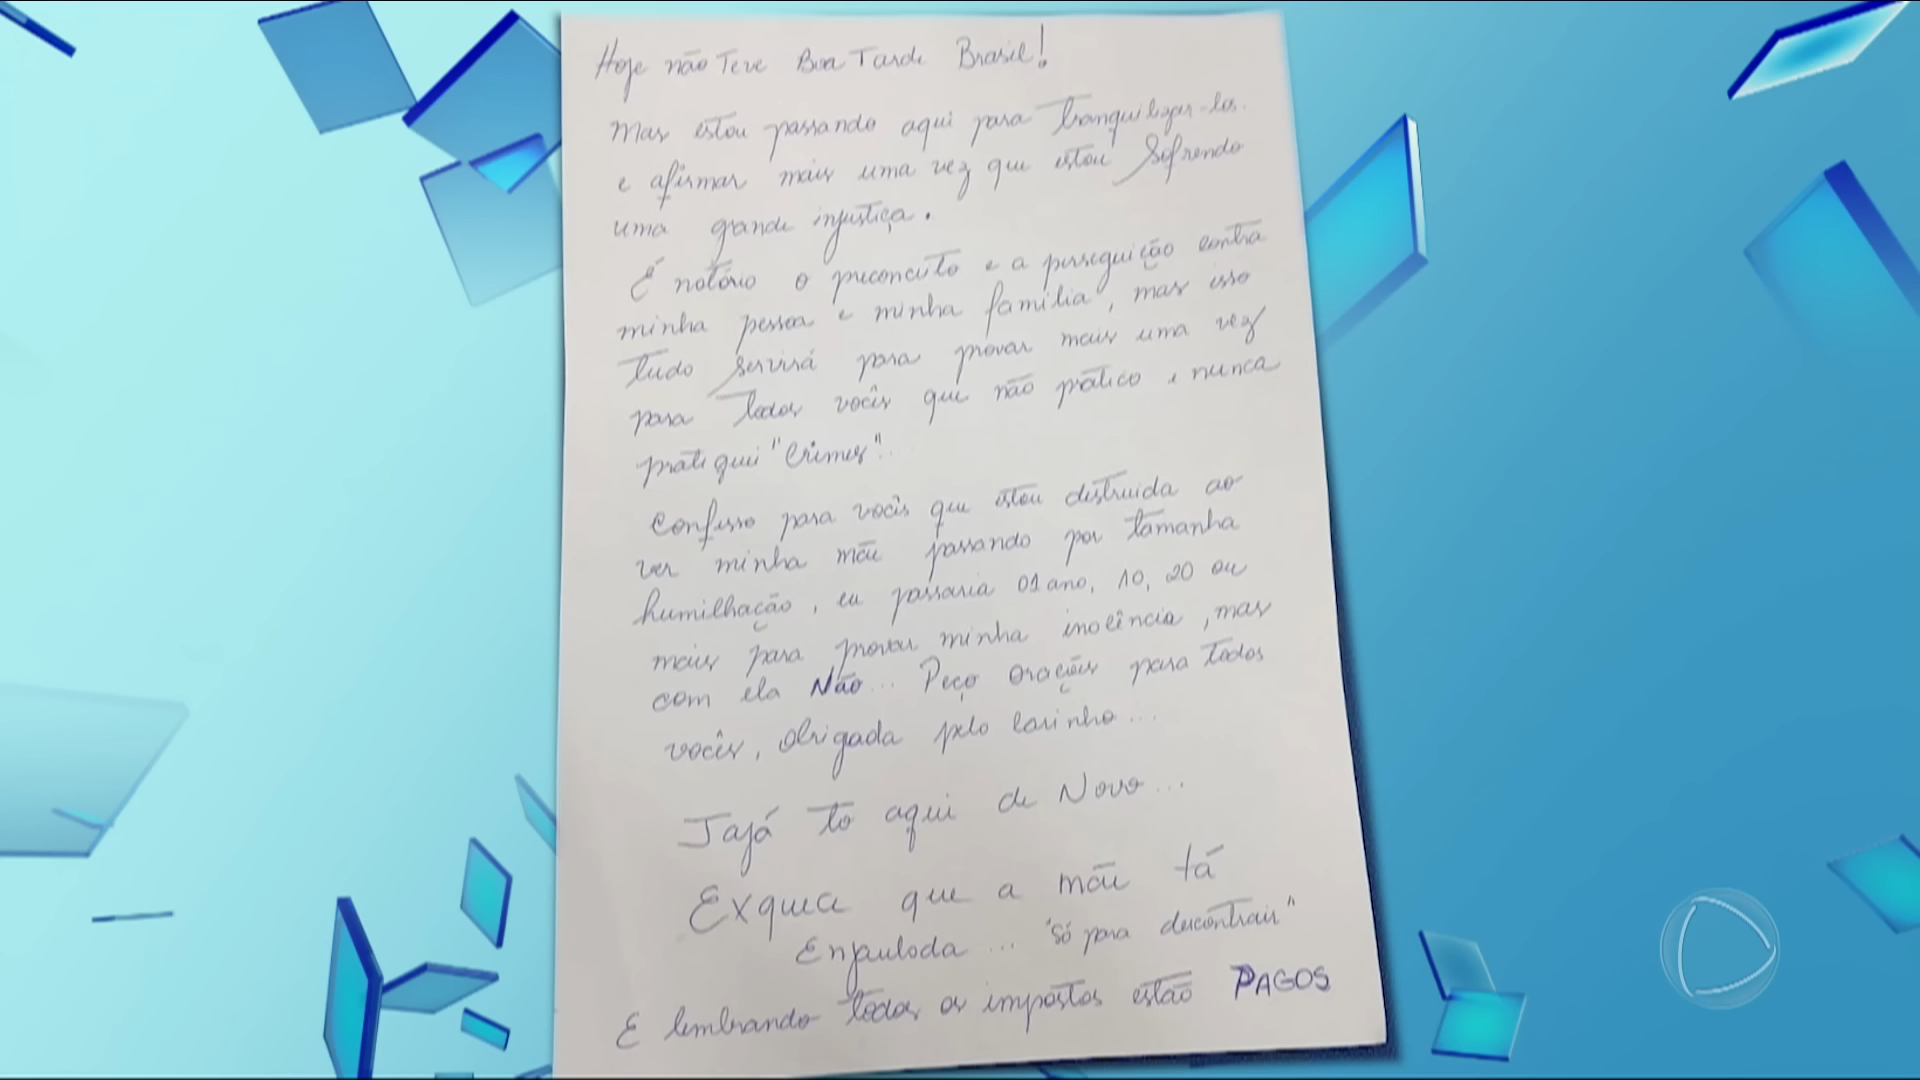 Hoje não Teve Boa Tarde Brasil!
Mas estou passando aqui para Tranquilizar-los.
e afirmar mais uma vez que estou Sofrendo
uma grande injustiça.
É notório o preconceito e a perseguição contra
minha pessoa e minha família, mas isso
tudo servirá para provar mais uma vez
para todos vocês que não pratico e nunca
pratiquei "Crimes"..
Confesso para vocês que estou destruida ao
ver minha mãe passando por tamanha
humilhação, eu passaria 01 ano, 10, 20 ou
mais para provar minha inocência, mas
com ela Não... Peço Orações para todos
vocês, Obrigada pelo carinho...
Jajá to aqui de Novo...
Exquece que a mãe tá
Enjaulada... "só para descontrair"
E lembrando todos os impostos estão PAGOS